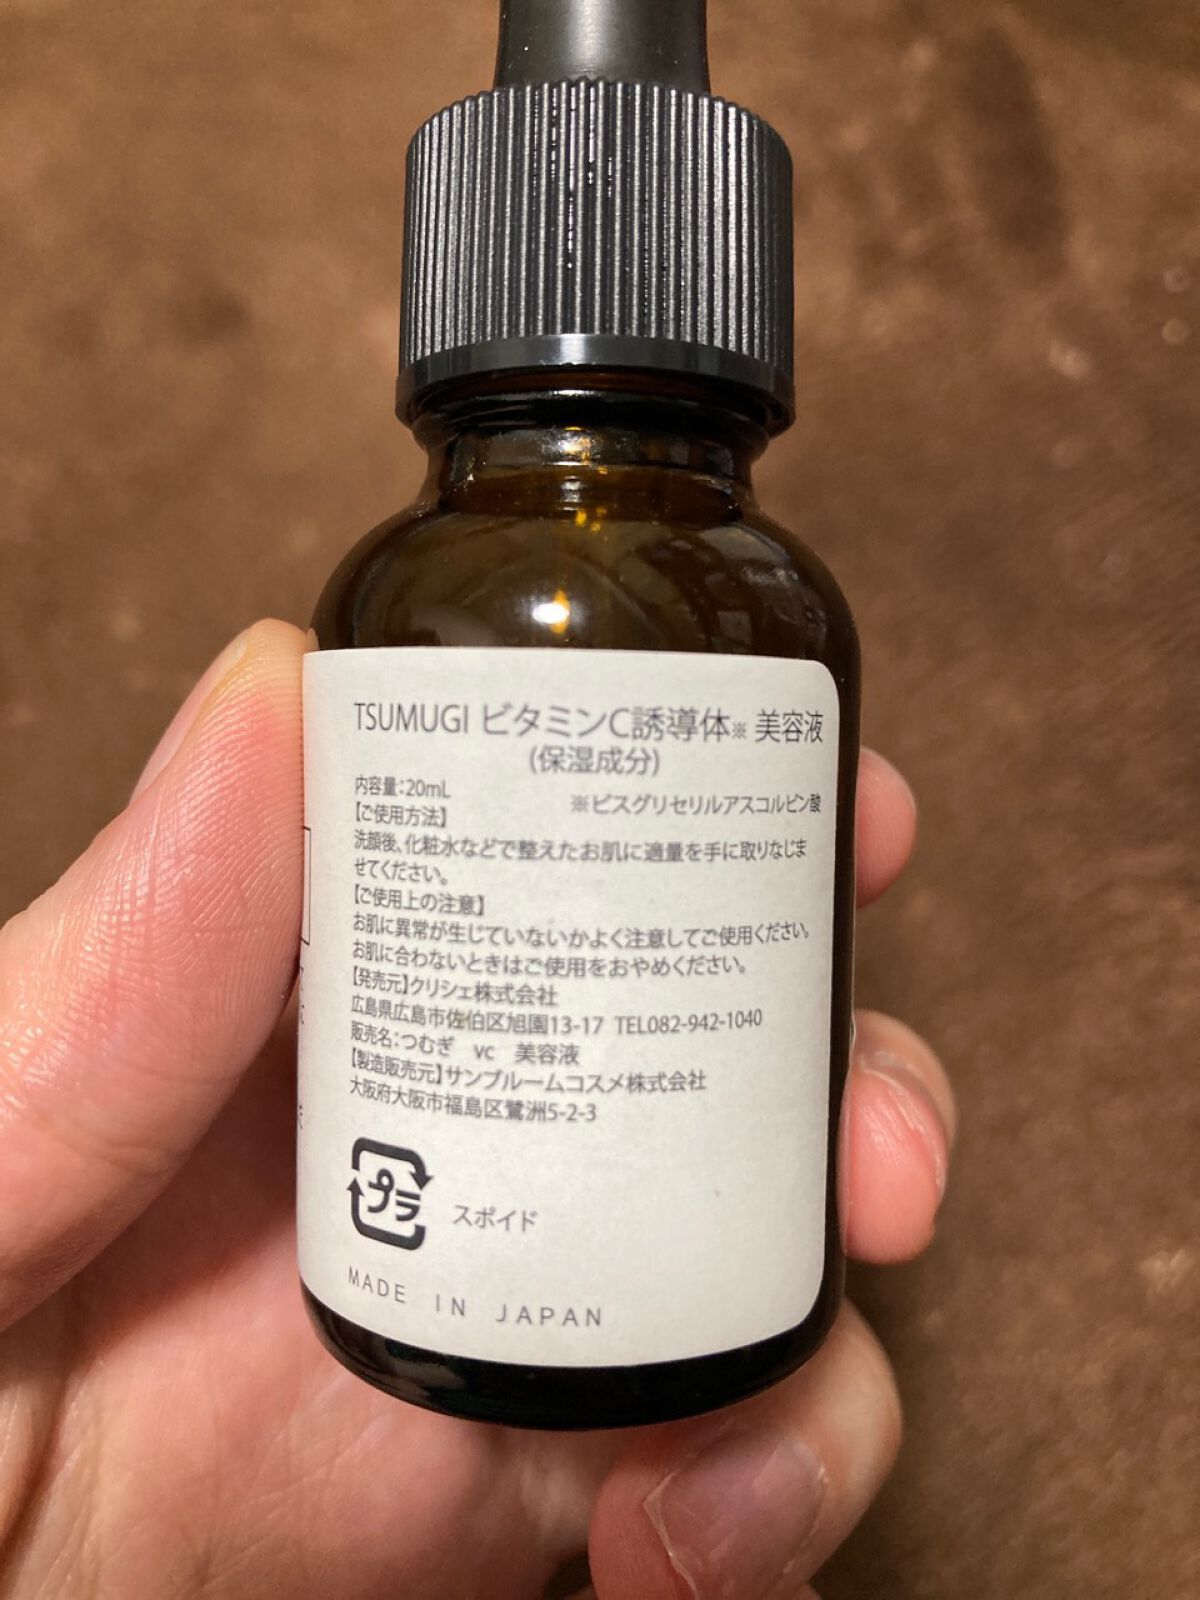 TSUMUGI ビタミンC誘導体※ 美容液
(保湿成分)
内容量:20mL
※ビスグリセリルアスコルビン酸
【ご使用方法】
洗顔後、化粧水などで整えたお肌に適量を手に取りなじま
せてください。
【ご使用上の注意】
お肌に異常が生じていないかよく注意してご使用ください。
お肌に合わないときはご使用をおやめください。
【発売元】クリシェ株式会社
広島県広島市佐伯区旭園13-17 TEL082-942-1040
販売名:つむぎ vc 美容液
【製造販売元】サンブルームコスメ株式会社
大阪府大阪市福島区鷺洲5-2-3
プラ
スポイド
MADE IN JAPAN